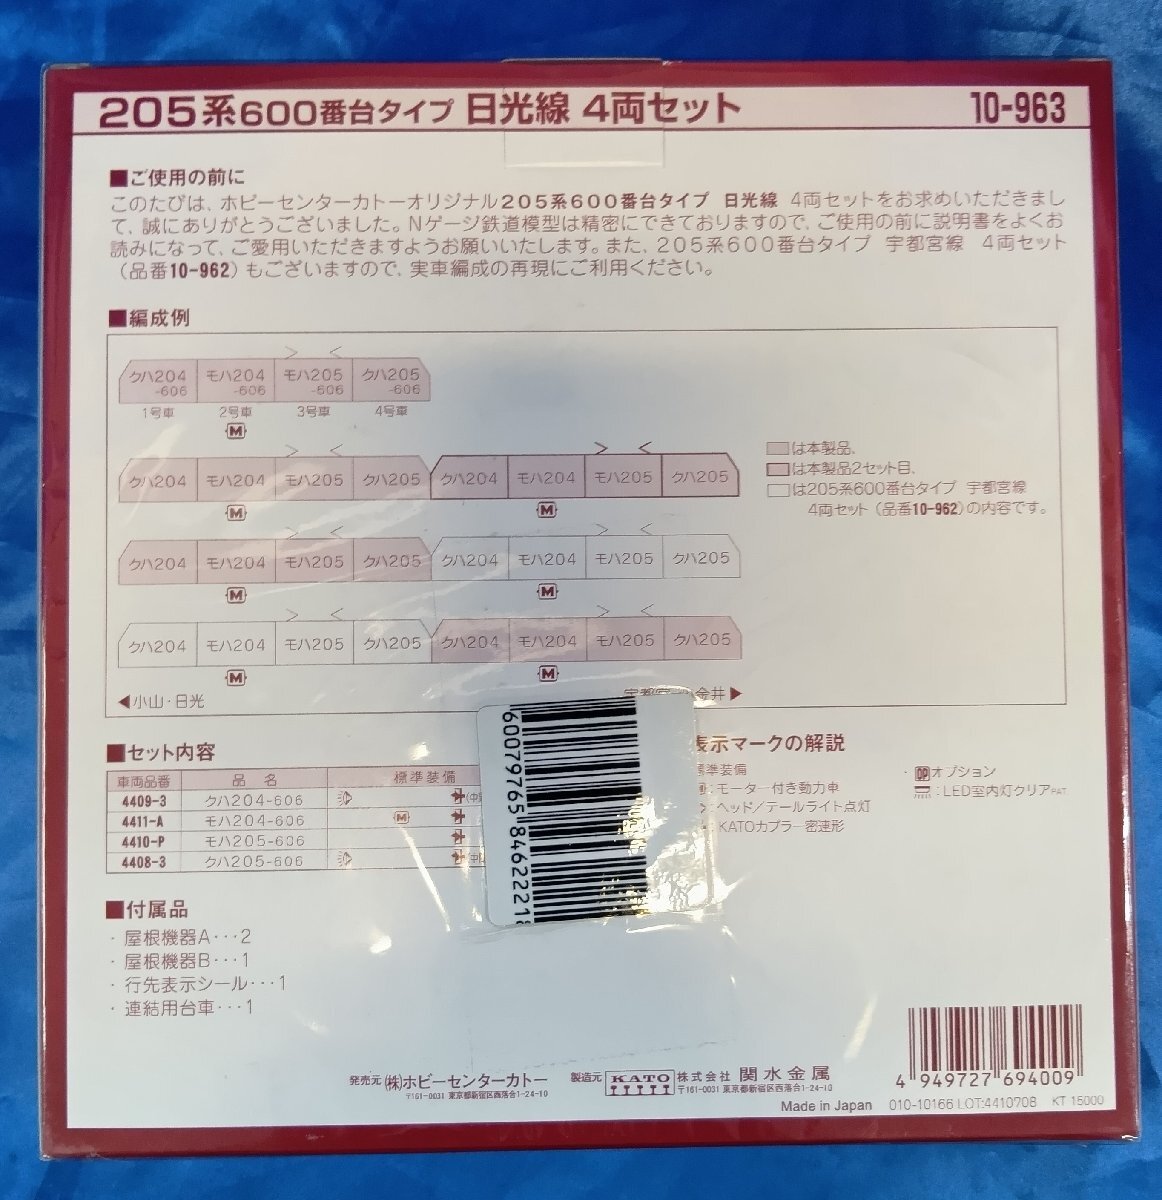 205系600番台タイプ 日光線 4両セット 10-963
■ご使用の前に
このたびは、ホビーセンターカトーオリジナル205系600番台タイプ 日光線 4両セットをお求めいただきまし
て、誠にありがとうございました。Nゲージ鉄道模型は精密にできておりますので、ご使用の前に説明書をよくお
読みになって、ご愛用いただきますようお願いいたします。また、205系600番台タイプ 宇都宮線 4両セット
(品番10-962)もございますので、実車編成の再現にご利用ください。
■編成例
クハ204 モハ204 モハ205 クハ205
-606 -606 -606 -606
1号車 2号車 3号車 4号車
M
クハ204 モハ204 モハ205 クハ205 クハ204 モハ204 モハ205 クハ205
M M
クハ204 モハ204 モハ205 クハ205 クハ204 モハ204 モハ205 クハ205
M M
クハ204 モハ204 モハ205 クハ205 クハ204 モハ204 モハ205 クハ205
M M
◀小山・日光 金井▶
は本製品、
は本製品2セット目、
は205系600番台タイプ 宇都宮線
4両セット(品番10-962)の内容です。
■セット内容
車両品番 品 名 標準装備
4409-3 クハ204-606
4411-A モハ204-606 M
4410-P モハ205-606
4408-3 クハ205-606
6007976584622218
表示マークの解説
標準装備
:モーター付き動力車
ヘッド/テールライト点灯
:KATOカプラー密連形
・DPオプション
:LED室内灯クリアPAT.
■付属品
・屋根機器A・・・2
・屋根機器B・・・1
・行先表示シール・・・1
・連結用台車・・・1
発売元 (株)ホビーセンターカトー
〒161-0031 東京都新宿区西落合1-24-10
製造元 KATO 株式会社 関水金属
〒161-0031 東京都新宿区西落合1-24-10
4 949727 694009
Made in Japan 010-10166 LOT:4410708 KT 15000